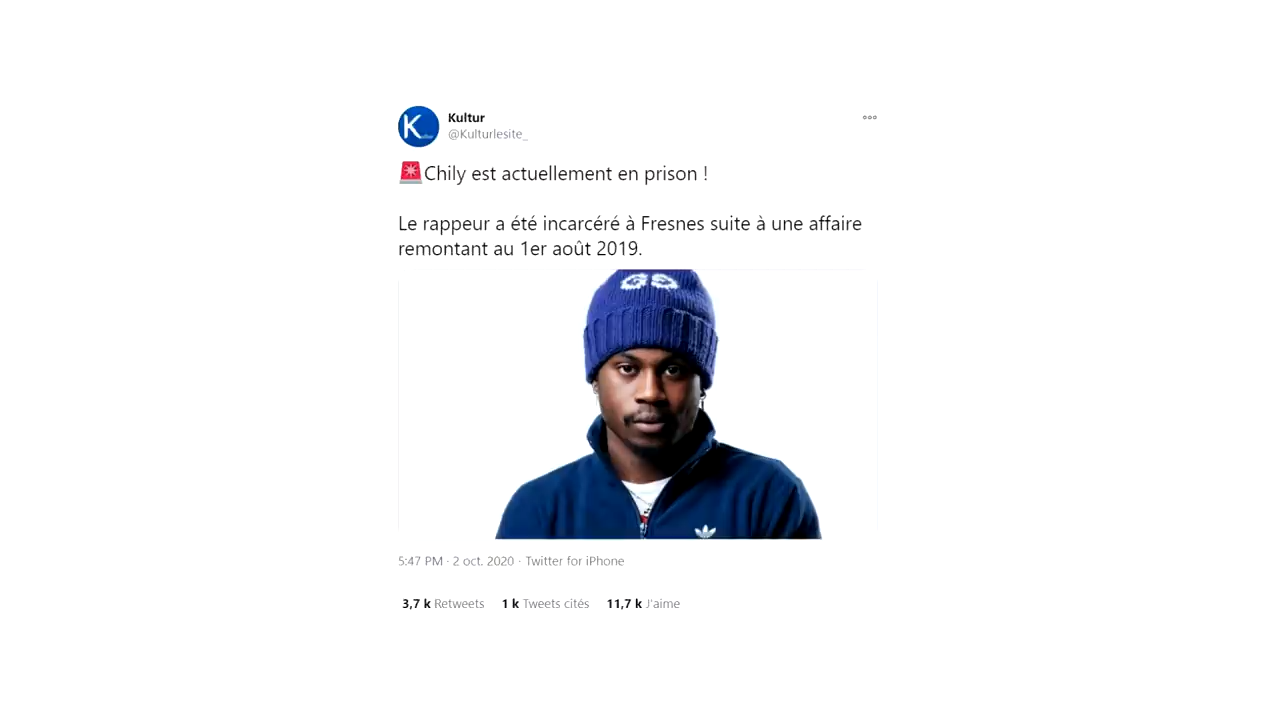 Kultur
@Kulturlesite_
🚨Chily est actuellement en prison !
Le rappeur a été incarcéré à Fresnes suite à une affaire
remontant au 1er août 2019.
5:47 PM · 2 oct. 2020 · Twitter for iPhone
3,7 k Retweets 1 k Tweets cités 11,7 k J'aime